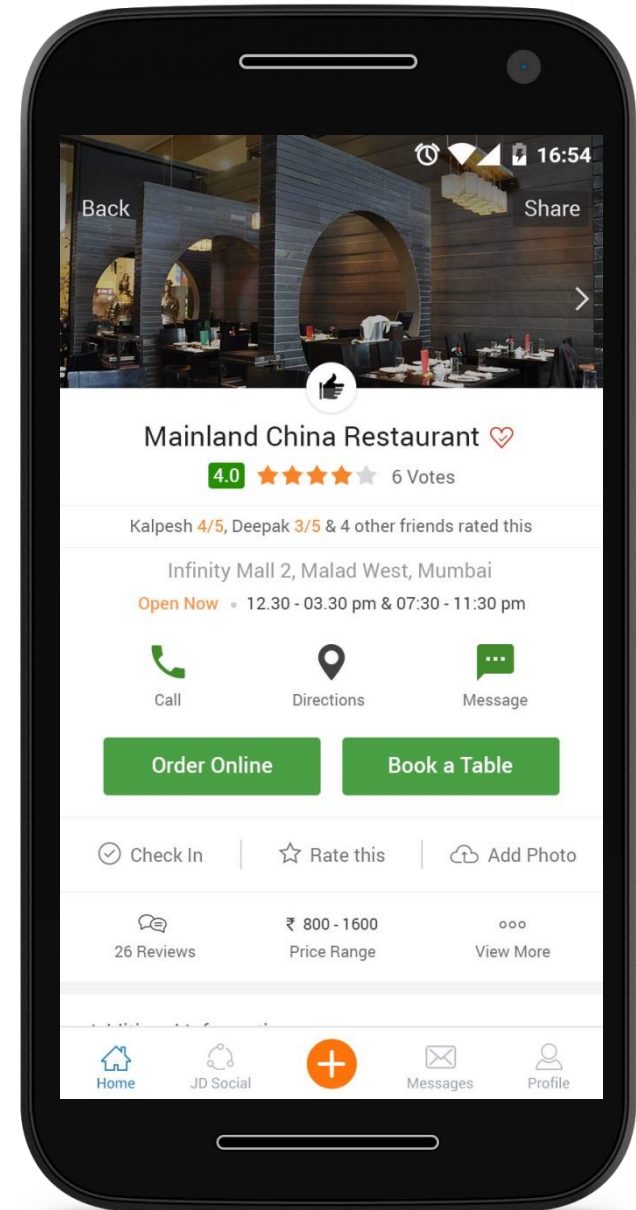 16:54
Back Share
Mainland China Restaurant
4.0 6 Votes
Kalpesh 4/5, Deepak 3/5 & 4 other friends rated this
Infinity Mall 2, Malad West, Mumbai
Open Now • 12.30 - 03.30 pm & 07:30 - 11:30 pm
Call Directions Message
Order Online Book a Table
Check In Rate this Add Photo
26 Reviews ₹ 800 - 1600 Price Range View More
Home JD Social Messages Profile